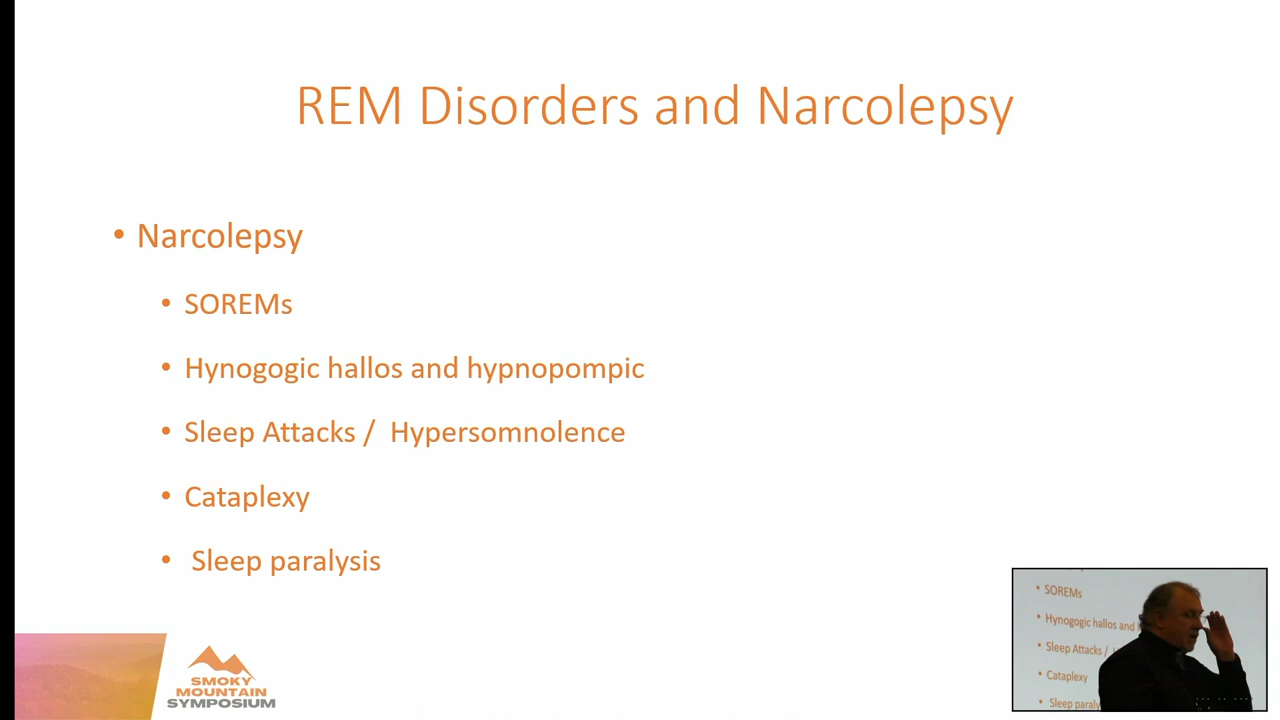 REM Disorders and Narcolepsy
• Narcolepsy
• SOREMs
• Hynogogic hallos and hypnopompic
• Sleep Attacks /  Hypersomnolence
• Cataplexy
• Sleep paralysis
SMOKY
MOUNTAIN
SYMPOSIUM
• SOREMs
• Hynogogic hallos and
• Sleep Attacks /
• Cataplexy
• Sleep paraly